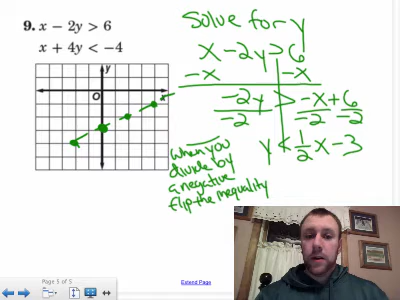 9. x − 2y > 6
x + 4y < −4
y
O
x
Solve for y
x − 2y > 6
−x −x
−2y > −x + 6
−2 −2 −2
y < 1/2 x − 3
when you
divide by
a negative
flip the inequality
Page 5 of 5
Extend Page